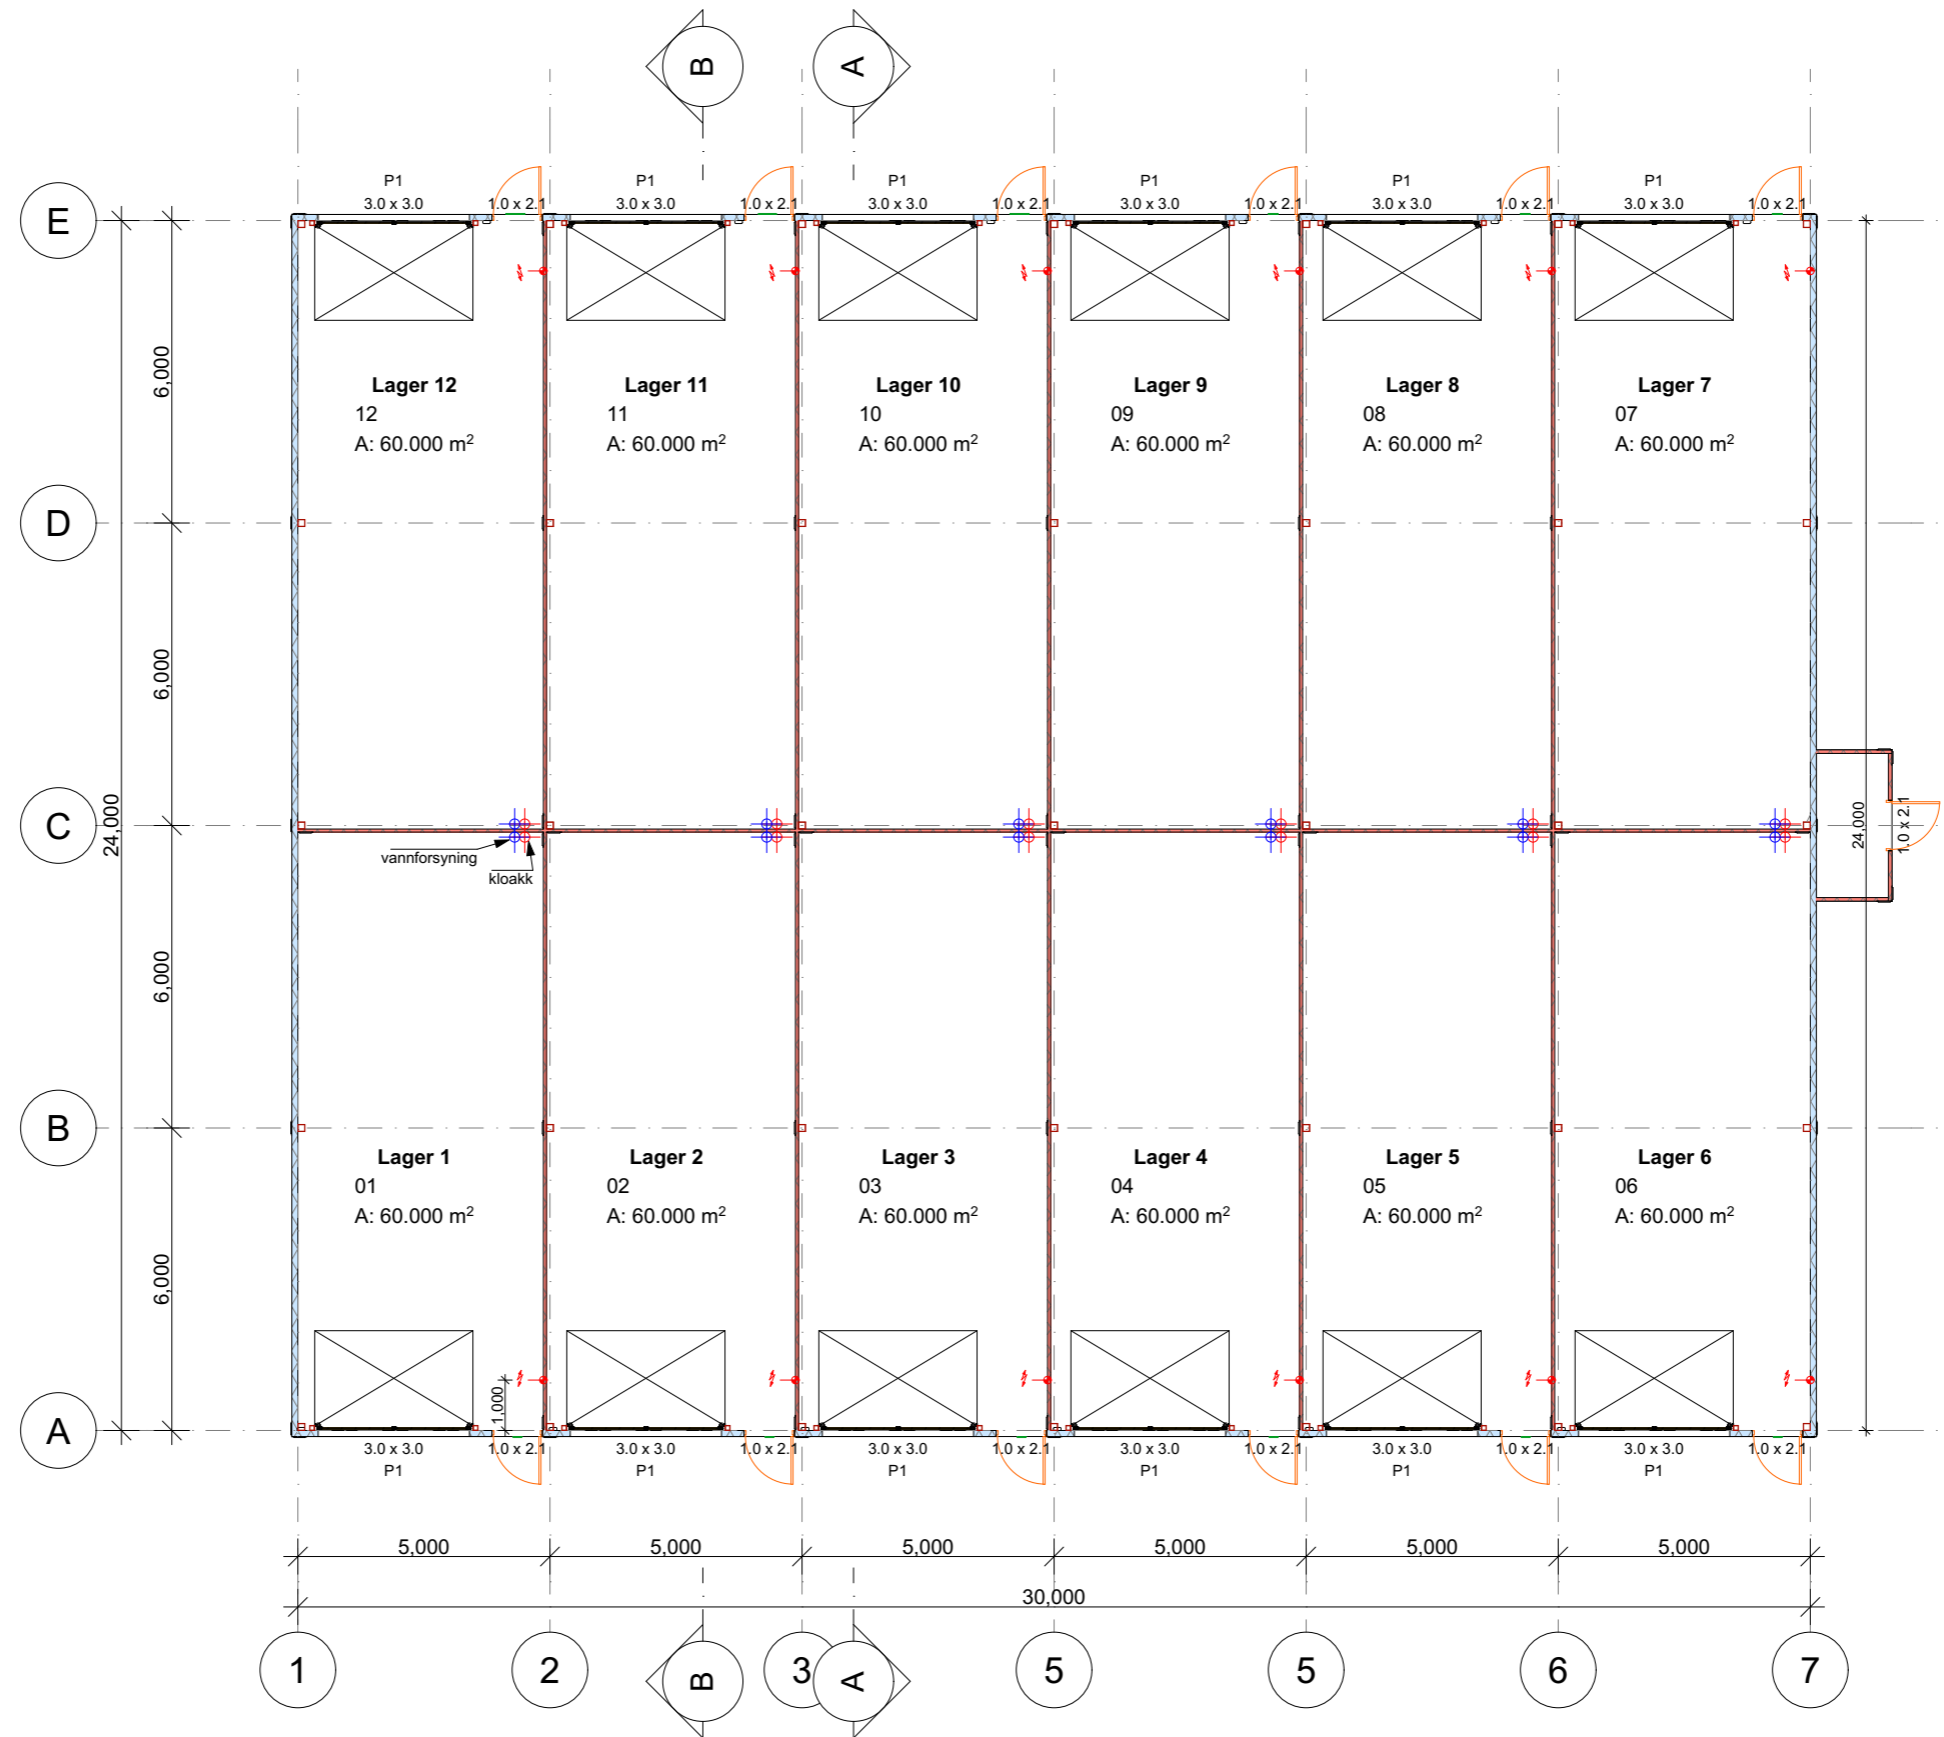 B A
P1 P1 P1 P1 P1 P1
3.0 x 3.0 1.0 x 2.1 3.0 x 3.0 1.0 x 2.1 3.0 x 3.0 1.0 x 2.1 3.0 x 3.0 1.0 x 2.1 3.0 x 3.0 1.0 x 2.1 3.0 x 3.0 1.0 x 2.1
E
6,000
Lager 12 Lager 11 Lager 10 Lager 9 Lager 8 Lager 7
12 11 10 09 08 07
A: 60.000 m² A: 60.000 m² A: 60.000 m² A: 60.000 m² A: 60.000 m² A: 60.000 m²
D
6,000
C
24,000
24,000
1.0 x 2.1
vannforsyning
kloakk
6,000
B
Lager 1 Lager 2 Lager 3 Lager 4 Lager 5 Lager 6
01 02 03 04 05 06
A: 60.000 m² A: 60.000 m² A: 60.000 m² A: 60.000 m² A: 60.000 m² A: 60.000 m²
6,000
1,000
A
3.0 x 3.0 1.0 x 2.1 3.0 x 3.0 1.0 x 2.1 3.0 x 3.0 1.0 x 2.1 3.0 x 3.0 1.0 x 2.1 3.0 x 3.0 1.0 x 2.1 3.0 x 3.0 1.0 x 2.1
P1 P1 P1 P1 P1 P1
5,000 5,000 5,000 5,000 5,000 5,000
30,000
1 2 B 3 A 5 5 6 7